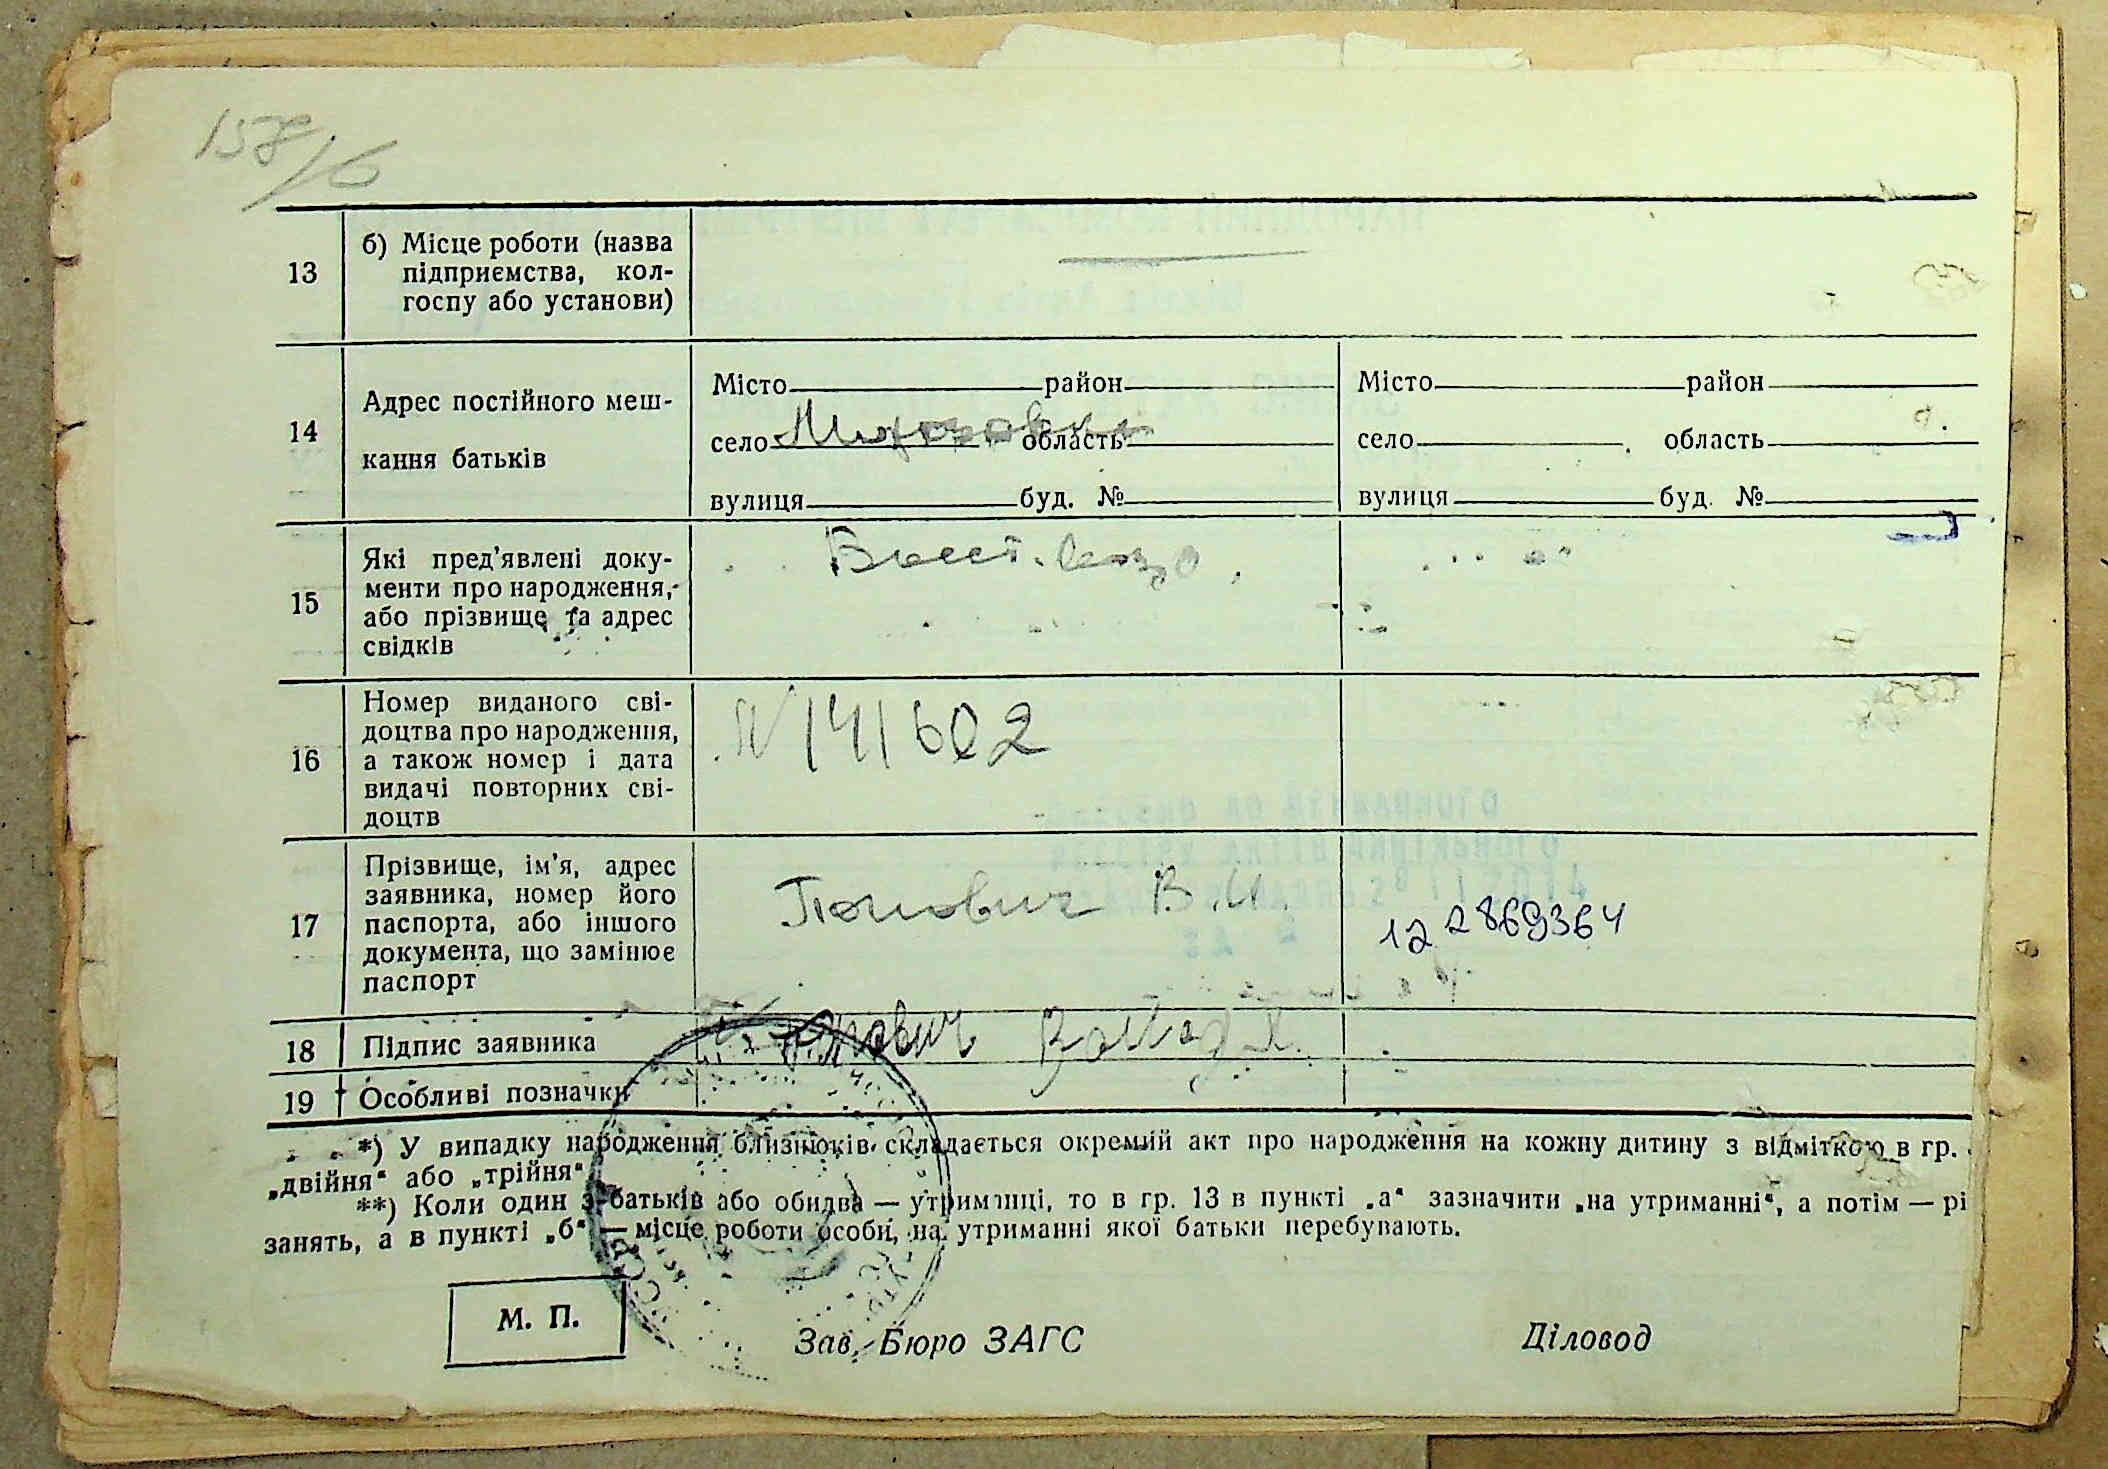 158/6
13
б) Місце роботи (назва
підприємства, кол-
госпу або установи)
14
Адрес постійного меш-
кання батьків
Місто район
село область
вулиця буд. №
Місто район
село область
вулиця буд. №
15
Які пред'явлені доку-
менти про народження,
або прізвище та адрес
свідків
16
Номер виданого сві-
доцтва про народження,
а також номер і дата
видачі повторних сві-
доцтв
N 141602
17
Прізвище, ім'я, адрес
заявника, номер його
паспорта, або іншого
документа, що замінює
паспорт
Попович В. И.
122869364
18
Підпис заявника
Попович
19
Особливі позначки
*) У випадку народження близнюків складається окремий акт про народження на кожну дитину з відміткою в гр.
„двійня“ або „трійня“
**) Коли один з батьків або обидва — утриманці, то в гр. 13 в пункті „а“ зазначити „на утриманні“, а потім — рі
занять, а в пункті „б“ — місце роботи особи, на утриманні якої батьки перебувають.
М. П.
Зав. Бюро ЗАГС
Діловод